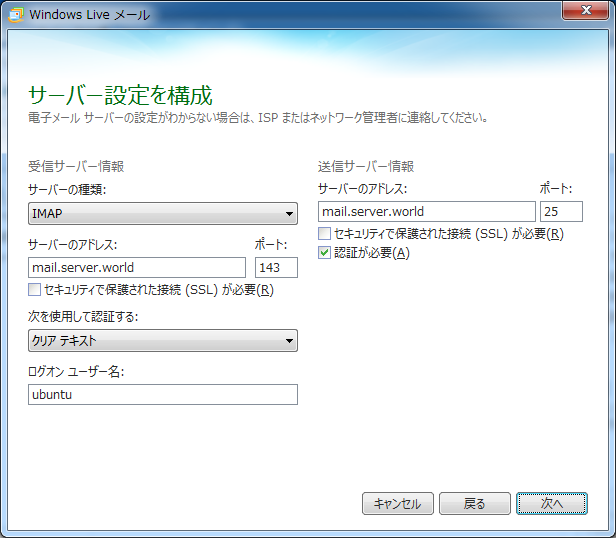 Windows Live メール
サーバー設定を構成
電子メール サーバーの設定がわからない場合は、ISP またはネットワーク管理者に連絡してください。
受信サーバー情報
サーバーの種類:
IMAP
サーバーのアドレス:
ポート:
mail.server.world
143
セキュリティで保護された接続 (SSL) が必要(R)
次を使用して認証する:
クリア テキスト
ログオン ユーザー名:
ubuntu
送信サーバー情報
サーバーのアドレス:
ポート:
mail.server.world
25
セキュリティで保護された接続 (SSL) が必要(R)
認証が必要(A)
キャンセル
戻る
次へ